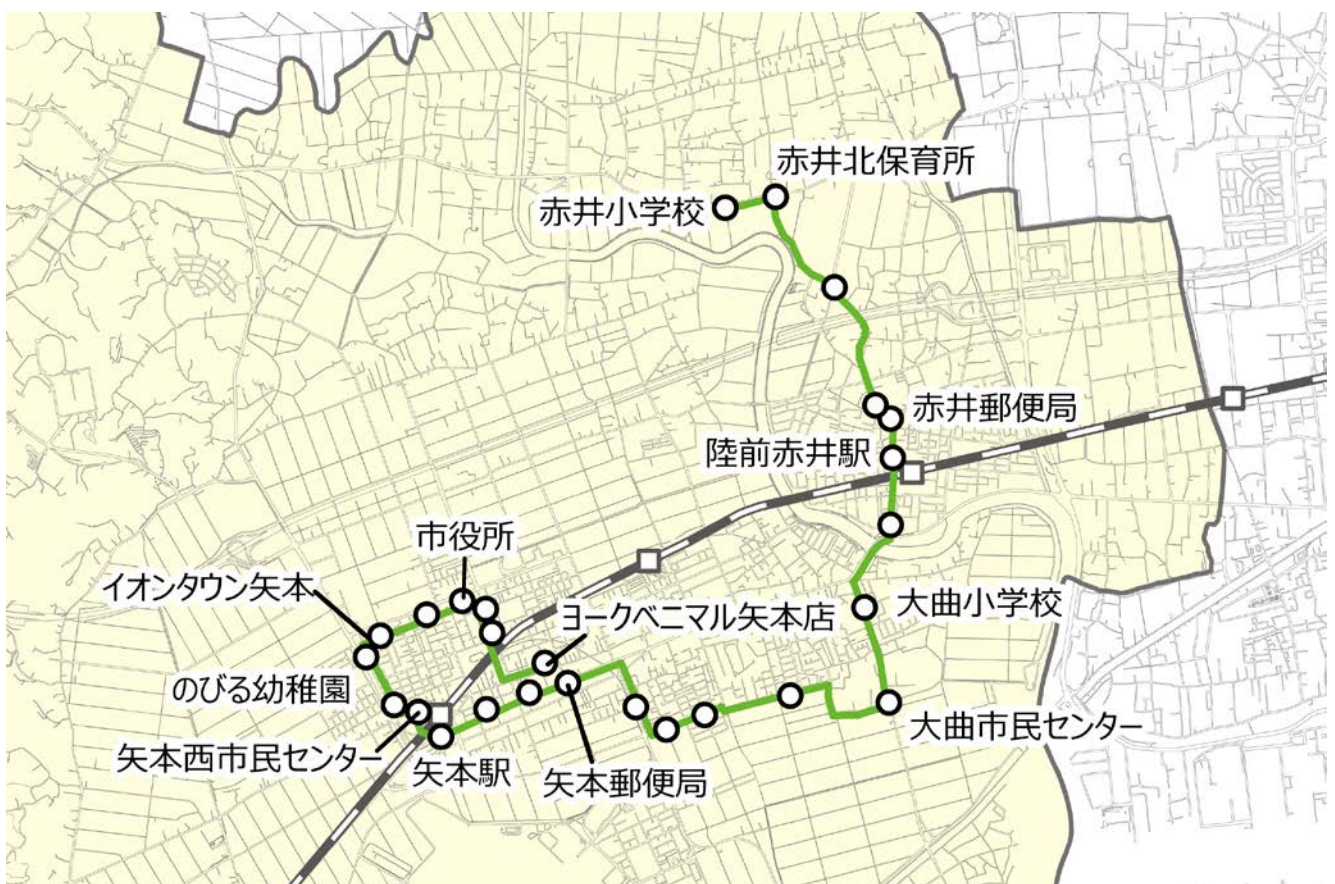 赤井北保育所
赤井小学校
赤井郵便局
陸前赤井駅
市役所
イオンタウン矢本
ヨークベニマル矢本店
大曲小学校
のびる幼稚園
大曲市民センター
矢本西市民センター
矢本駅
矢本郵便局